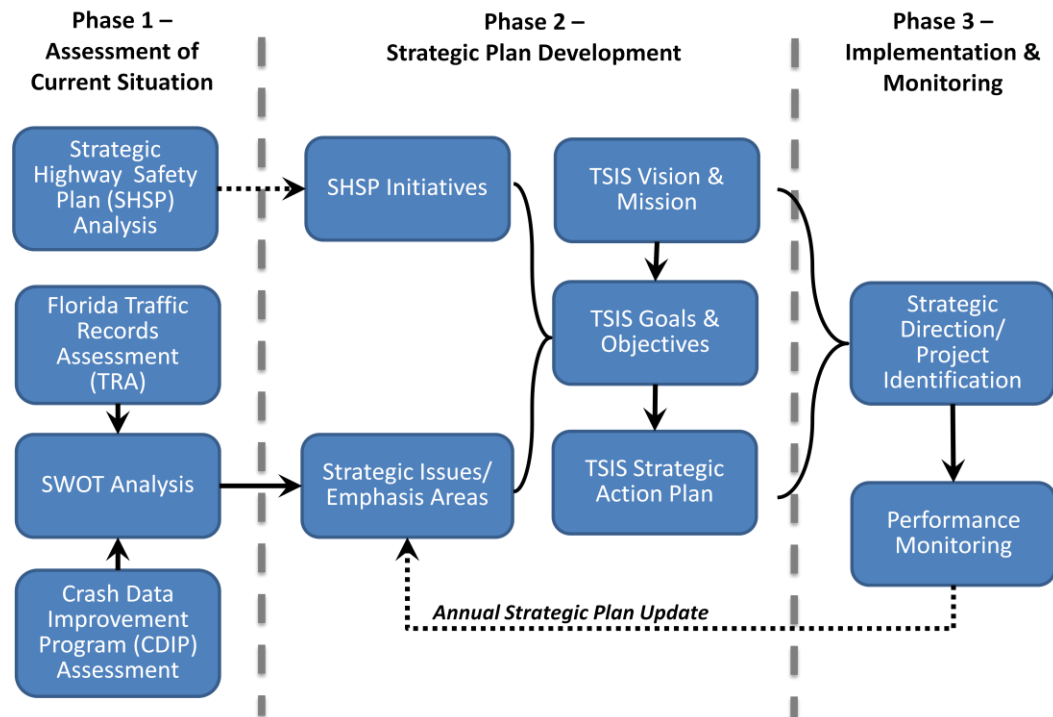 Phase 1 –
Assessment of
Current Situation
Phase 2 –
Strategic Plan Development
Phase 3 –
Implementation &
Monitoring
Strategic
Highway Safety
Plan (SHSP)
Analysis
SHSP Initiatives
TSIS Vision &
Mission
Florida Traffic
Records
Assessment
(TRA)
TSIS Goals &
Objectives
Strategic
Direction/
Project
Identification
SWOT Analysis
Strategic Issues/
Emphasis Areas
TSIS Strategic
Action Plan
Performance
Monitoring
Crash Data
Improvement
Program (CDIP)
Assessment
Annual Strategic Plan Update